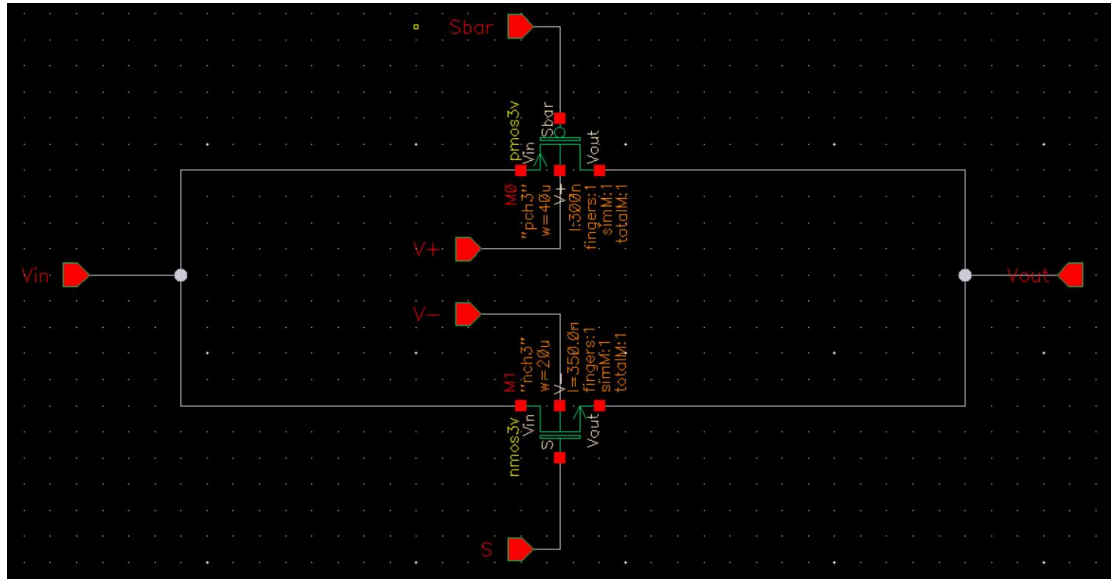 Sbar
pmos3v
Vin
Sbar
Vout
M0
"pch3"
w=40u
V+
l:300n
fingers:1
simM:1
totalM:1
V+
Vin
Vout
V-
M1
"nch3"
w=20u
V-
l=350.0n
fingers:1
simM:1
totalM:1
nmos3v
Vin
S
Vout
S